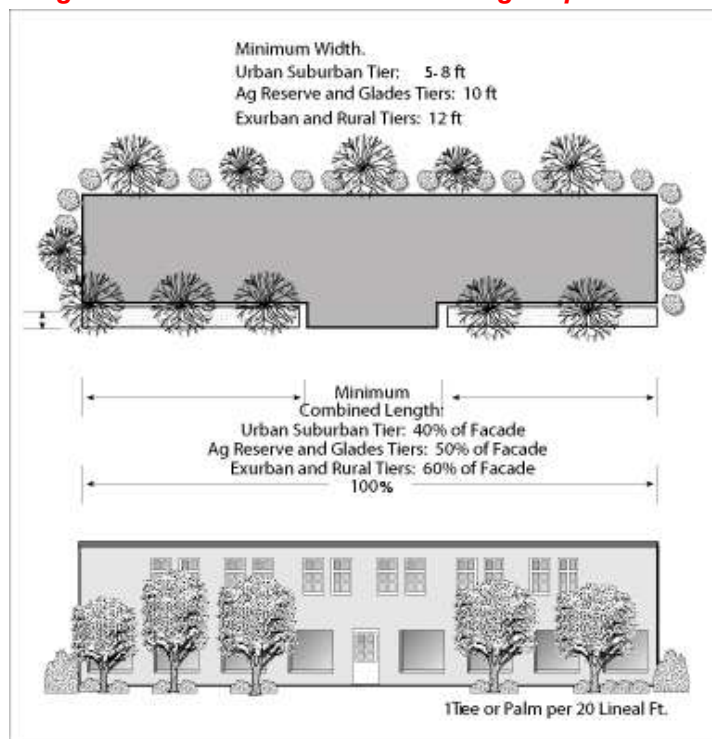 Minimum Width.
Urban Suburban Tier: 5-8 ft
Ag Reserve and Glades Tiers: 10 ft
Exurban and Rural Tiers: 12 ft
Minimum
Combined Length:
Urban Suburban Tier: 40% of Facade
Ag Reserve and Glades Tiers: 50% of Facade
Exurban and Rural Tiers: 60% of Facade
100%
1Tiee or Palm per 20 Lineal Ft.